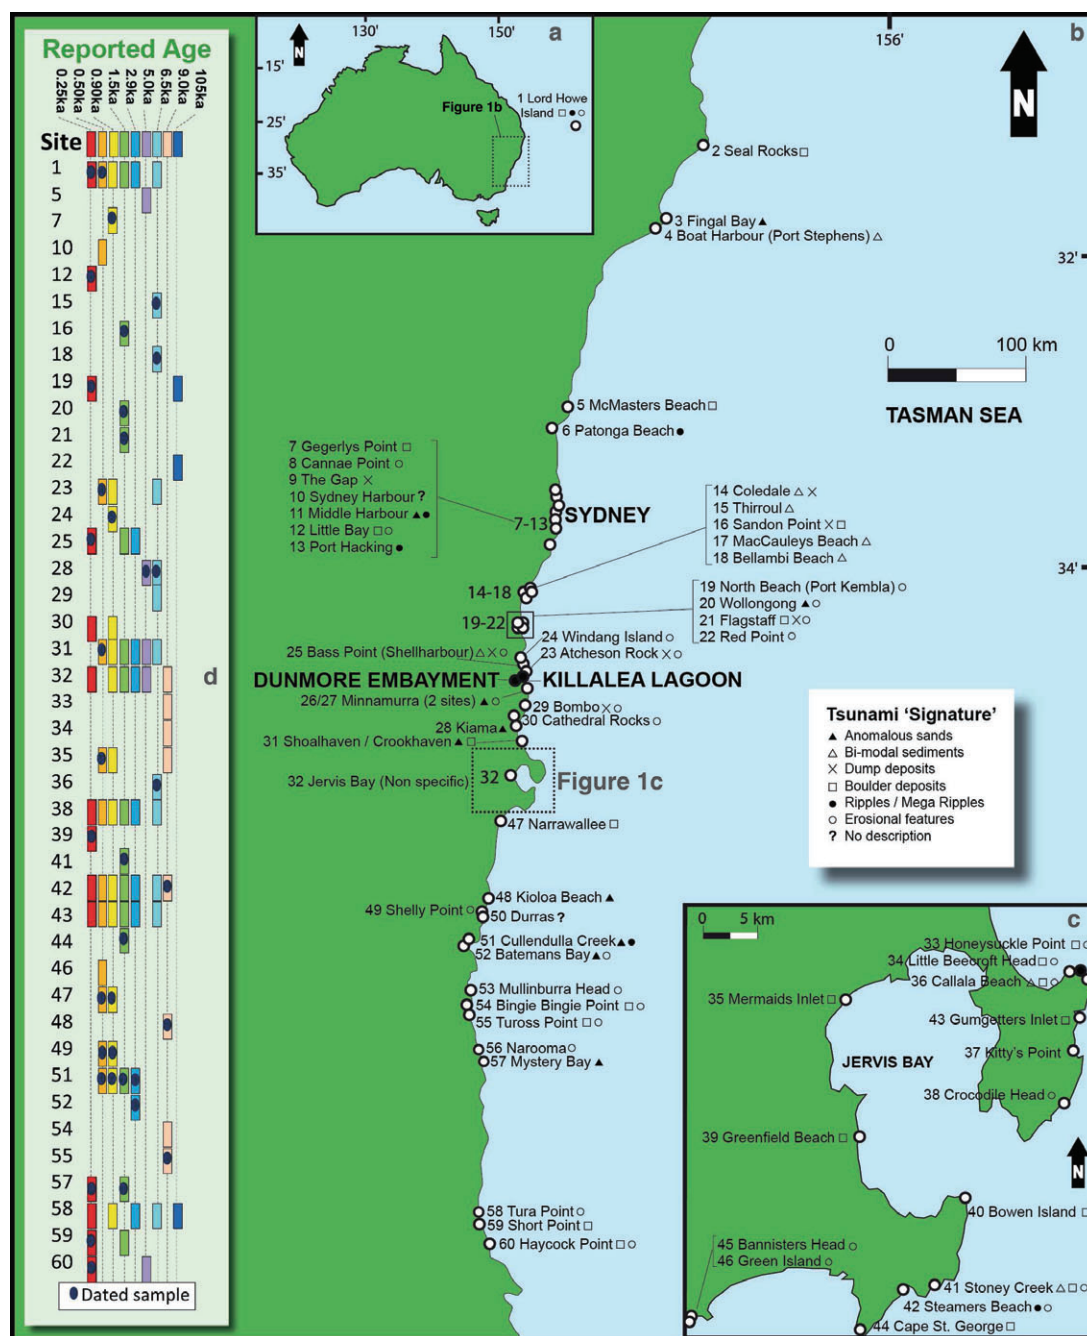 Reported Age
0.25ka
0.50ka
0.90ka
1.5ka
2.9ka
5.0ka
6.5ka
9.0ka
105ka
Site
1
5
7
10
12
15
16
18
19
20
21
22
23
24
25
28
29
30
31
32
33
34
35
36
38
39
41
42
43
44
46
47
48
49
51
52
54
55
57
58
59
60
Dated sample
d
130'
150'
a
N
15'
25'
35'
Figure 1b
1 Lord Howe
Island □ ● ○
156'
b
N
2 Seal Rocks □
3 Fingal Bay ▲
4 Boat Harbour (Port Stephens) △
32'
0 100 km
TASMAN SEA
5 McMasters Beach □
6 Patonga Beach ●
7 Gegerlys Point □
8 Cannae Point ○
9 The Gap ×
10 Sydney Harbour ?
11 Middle Harbour ▲ ●
12 Little Bay □ ○
13 Port Hacking ●
7-13
SYDNEY
14 Coledale △ ×
15 Thirroul △
16 Sandon Point × □
17 MacCauleys Beach △
18 Bellambi Beach △
34'
14-18
19 North Beach (Port Kembla) ○
20 Wollongong ▲ ○
21 Flagstaff □ × ○
22 Red Point ○
19-22
24 Windang Island ○
25 Bass Point (Shellharbour) △ × ○
23 Atcheson Rock × ○
DUNMORE EMBAYMENT
KILLALEA LAGOON
26/27 Minnamurra (2 sites) ▲ ○
29 Bombo × ○
30 Cathedral Rocks ○
28 Kiama ▲
31 Shoalhaven / Crookhaven ▲ □
32 Jervis Bay (Non specific)
32
Figure 1c
47 Narrawallee □
Tsunami 'Signature'
▲ Anomalous sands
△ Bi-modal sediments
× Dump deposits
□ Boulder deposits
● Ripples / Mega Ripples
○ Erosional features
? No description
48 Kioloa Beach ▲
49 Shelly Point ○
50 Durras ?
51 Cullendulla Creek ▲ ●
52 Batemans Bay ▲ ○
53 Mullinburra Head ○
54 Bingie Bingie Point □ ○
55 Tuross Point □ ○
56 Narooma ○
57 Mystery Bay ▲
58 Tura Point ○
59 Short Point □
60 Haycock Point □ ○
0 5 km
c
33 Honeysuckle Point □ ○
34 Little Beecroft Head □ ○
36 Callala Beach △ □ ○
35 Mermaids Inlet □
43 Gumgetters Inlet □
JERVIS BAY
37 Kitty's Point
38 Crocodile Head ○
39 Greenfield Beach □
N
40 Bowen Island □
45 Bannisters Head ○
46 Green Island ○
41 Stoney Creek △ □ ○
42 Steamers Beach ● ○
44 Cape St. George □